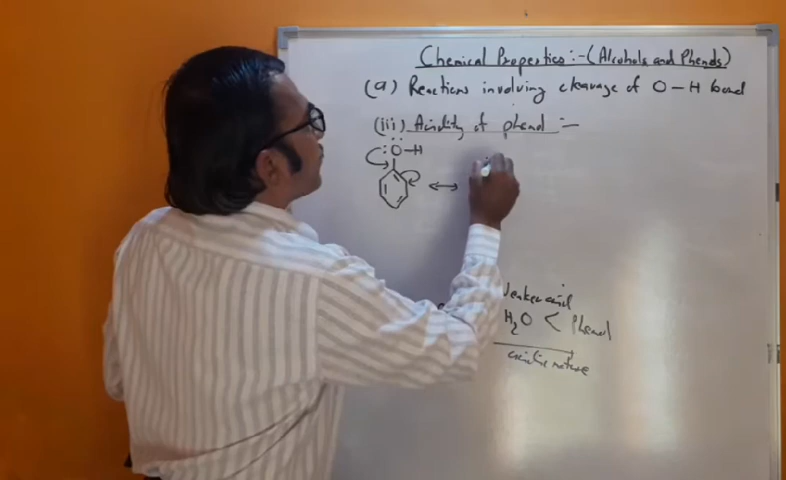 Chemical Properties :- (Alcohols and Phenols)
(a) Reactions involving cleavage of O-H bond
(iii) Acidity of phenol :-
:Ö-H
↔
Weaker acid
H₂O < Phenol
acidic nature